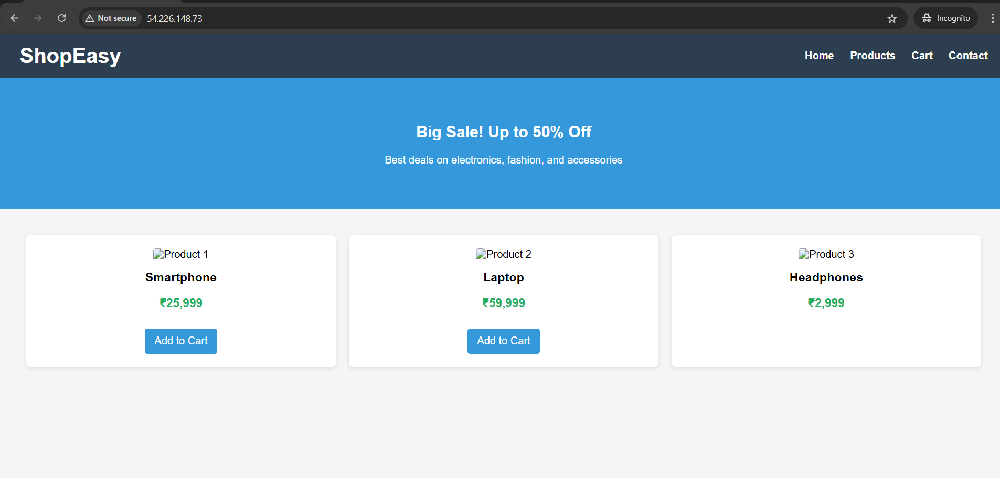 Not secure 54.226.148.73 Incognito
ShopEasy Home Products Cart Contact
Big Sale! Up to 50% Off
Best deals on electronics, fashion, and accessories
Product 1
Smartphone
₹25,999
Add to Cart
Product 2
Laptop
₹59,999
Add to Cart
Product 3
Headphones
₹2,999